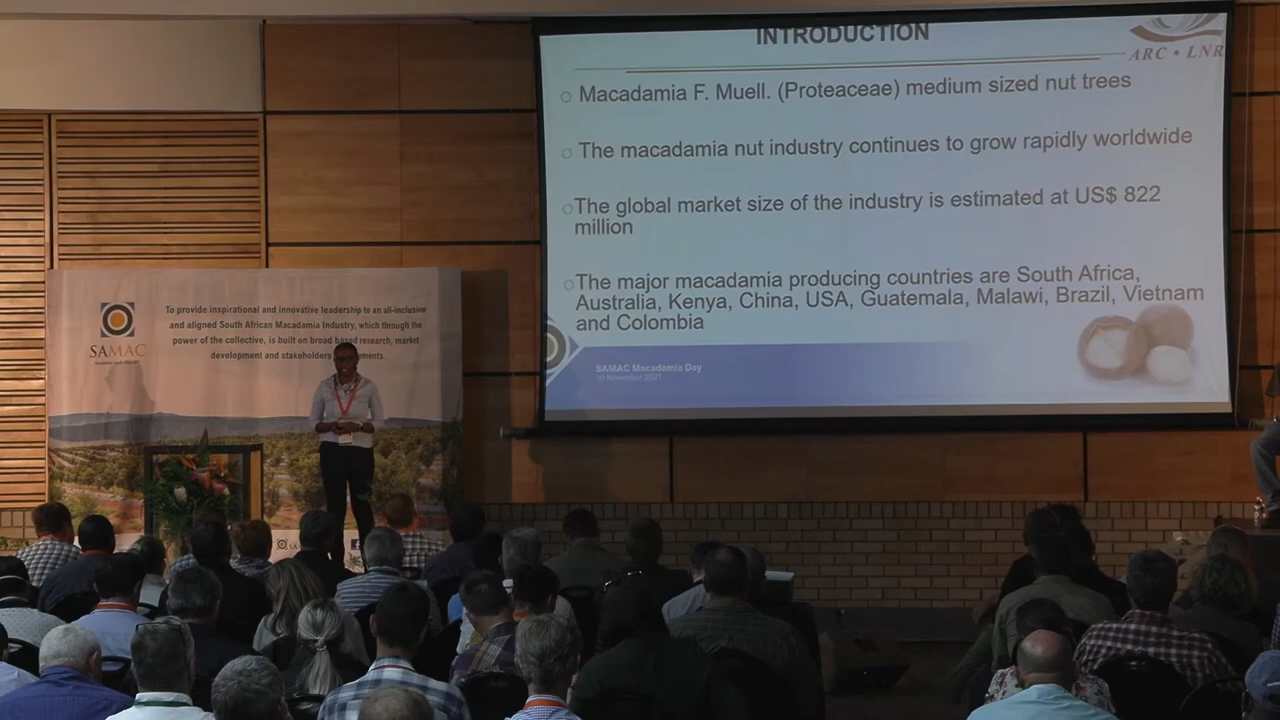 INTRODUCTION
ARC • LNR
Macadamia F. Muell. (Proteaceae) medium sized nut trees
The macadamia nut industry continues to grow rapidly worldwide
The global market size of the industry is estimated at US$ 822
million
The major macadamia producing countries are South Africa,
Australia, Kenya, China, USA, Guatemala, Malawi, Brazil, Vietnam
and Colombia
SAMAC Macadamia Day
10 November 2021
To provide inspirational and innovative leadership to an all-inclusive
and aligned South African Macadamia Industry, which through the
power of the collective, is built on broad based research, market
development and stakeholders
SAMAC